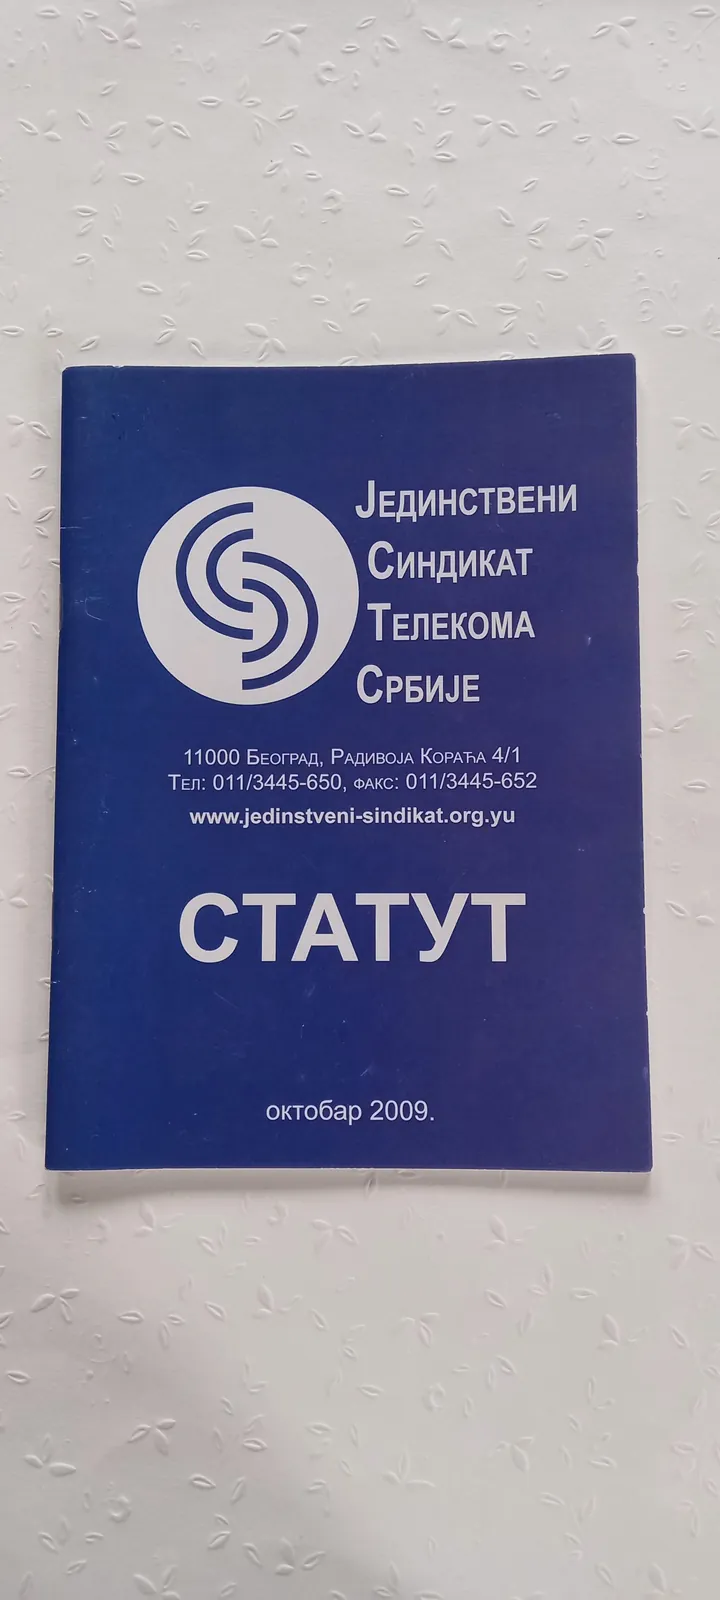 Јединствени
Синдикат
Телекома
Србије
11000 Београд, Радивоја Кораћа 4/1
Тел: 011/3445-650, факс: 011/3445-652
www.jedinstveni-sindikat.org.yu
СТАТУТ
октобар 2009.